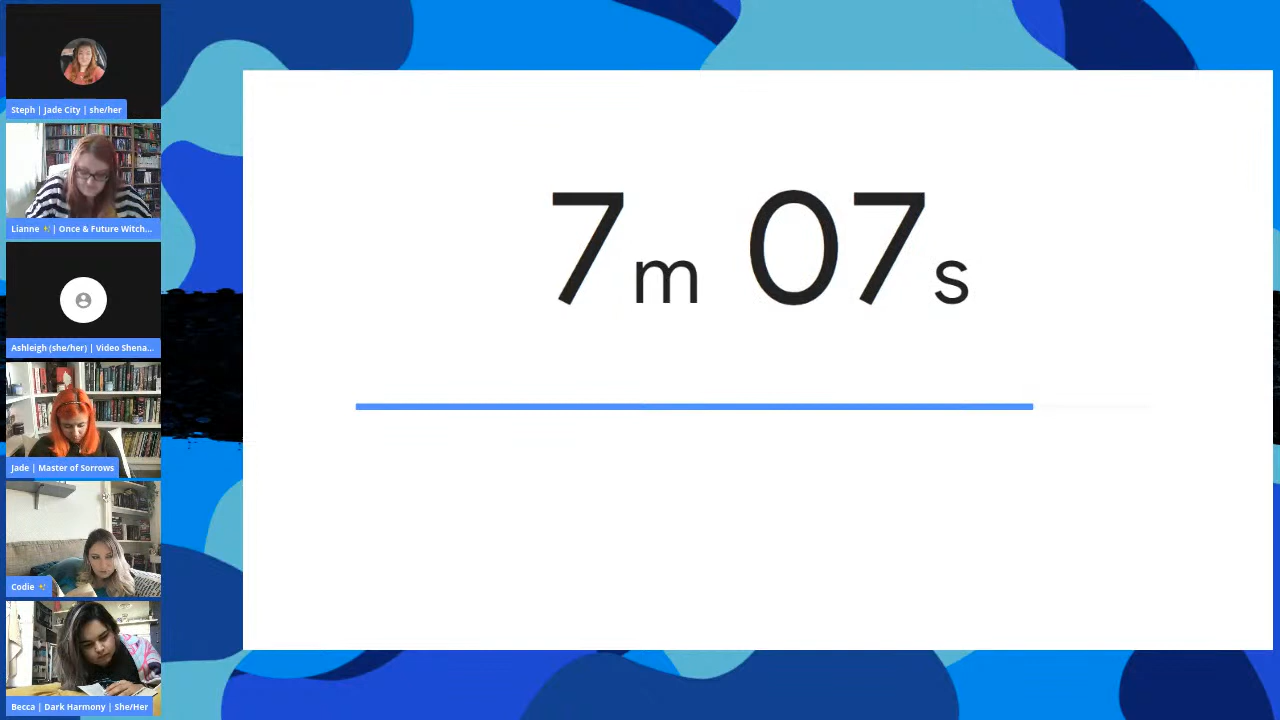 Steph | Jade City | she/her
Lianne ✨ | Once & Future Witch...
Ashleigh (she/her) | Video Shena...
Jade | Master of Sorrows
Codie ✨
Becca | Dark Harmony | She/Her
7m 07s